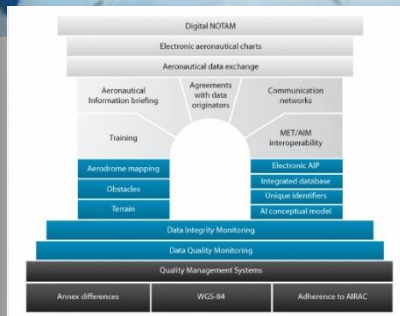 Digital NOTAM
Electronic aeronautical charts
Aeronautical data exchange
Aeronautical
Information briefing
Agreements
with data
originators
Communication
networks
Training
MET/AIM
interoperability
Aerodrome mapping
Obstacles
Terrain
Electronic AIP
Integrated database
Unique identifiers
AI conceptual model
Data Integrity Monitoring
Data Quality Monitoring
Quality Management Systems
Annex differences
WGS-84
Adherence to AIRAC